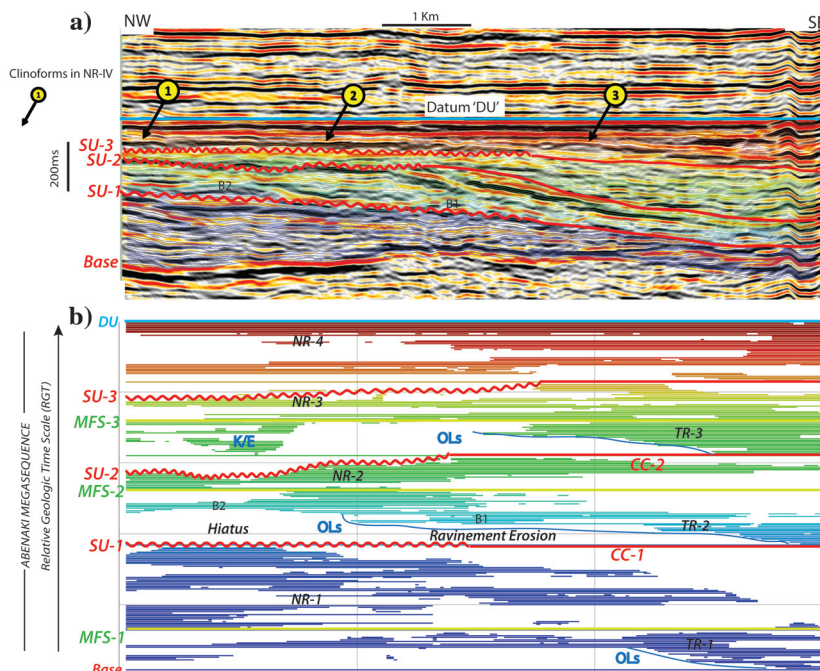 a)
NW
1 Km
SE
Clinoforms in NR-IV
1
1
2
3
Datum 'DU'
SU-3
SU-2
200ms
SU-1
B2
B1
Base
b)
DU
NR-4
SU-3
NR-3
MFS-3
K/E
OLs
TR-3
SU-2
NR-2
CC-2
MFS-2
B2
B1
Hiatus
OLs
Ravinement Erosion
TR-2
SU-1
CC-1
NR-1
MFS-1
TR-1
OLs
Base
ABENAKI MEGASEQUENCE
Relative Geologic Time Scale (RGT)